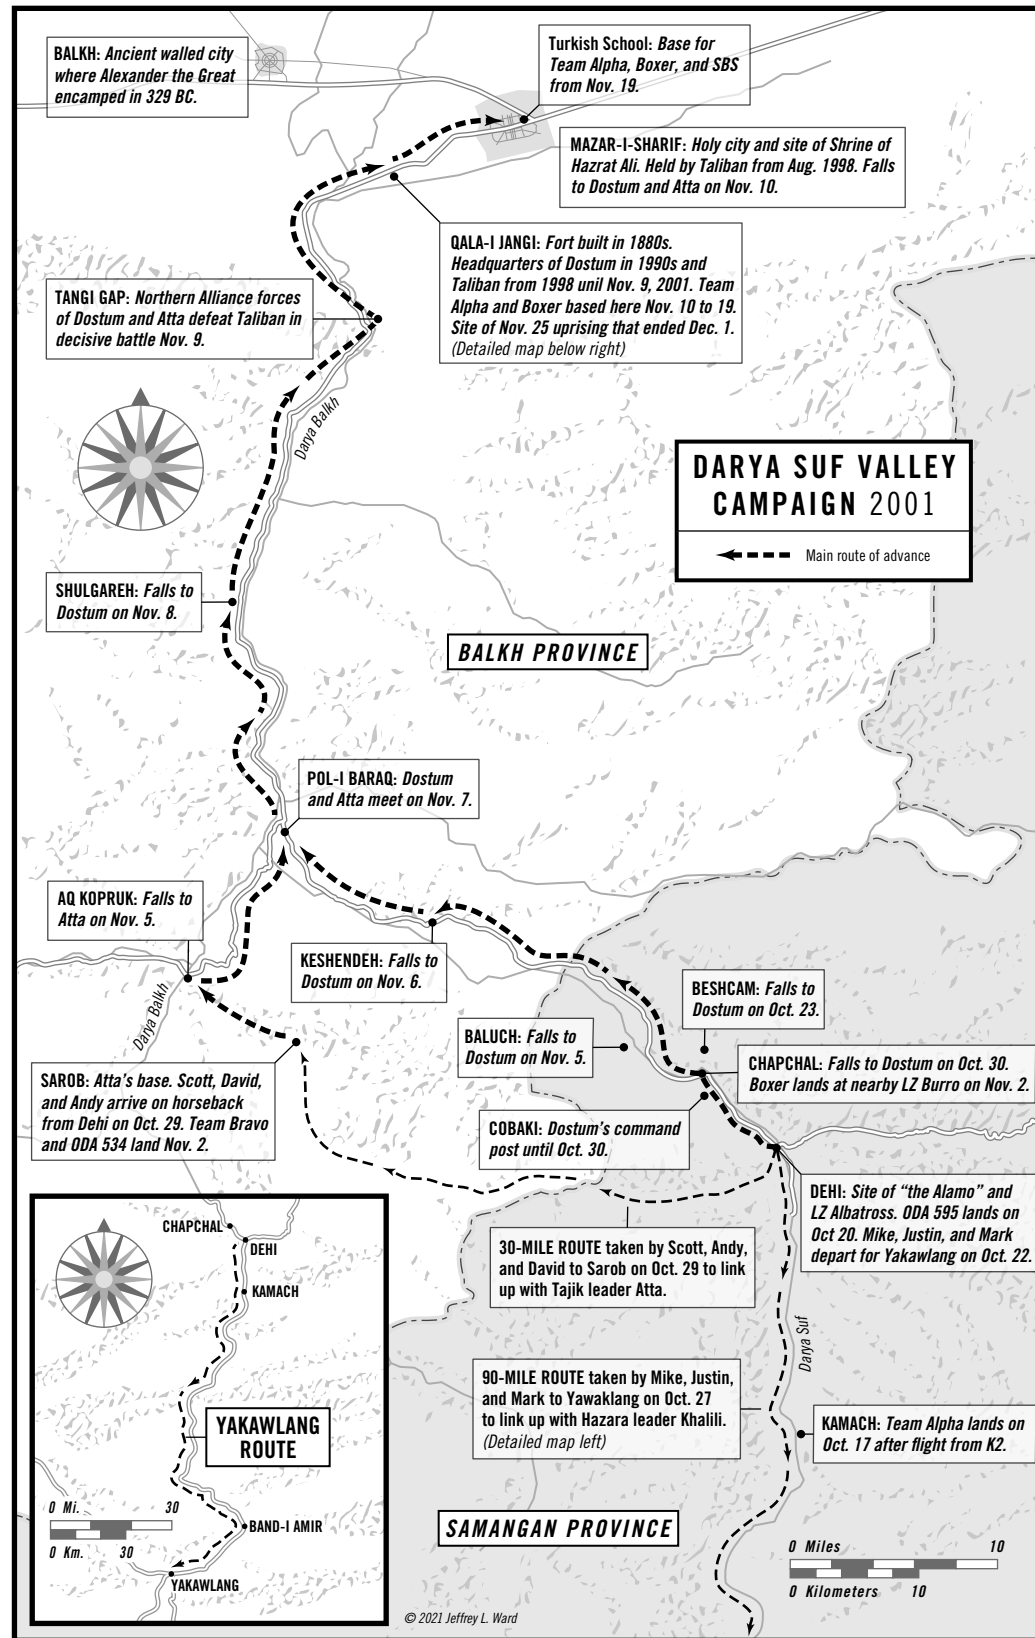 BALKH: Ancient walled city
where Alexander the Great
encamped in 329 BC.
Turkish School: Base for
Team Alpha, Boxer, and SBS
from Nov. 19.
MAZAR-I-SHARIF: Holy city and site of Shrine of
Hazrat Ali. Held by Taliban from Aug. 1998. Falls
to Dostum and Atta on Nov. 10.
QALA-I JANGI: Fort built in 1880s.
Headquarters of Dostum in 1990s and
Taliban from 1998 unil Nov. 9, 2001. Team
Alpha and Boxer based here Nov. 10 to 19.
Site of Nov. 25 uprising that ended Dec. 1.
(Detailed map below right)
TANGI GAP: Northern Alliance forces
of Dostum and Atta defeat Taliban in
decisive battle Nov. 9.
Darya Balkh
DARYA SUF VALLEY
CAMPAIGN 2001
Main route of advance
SHULGAREH: Falls to
Dostum on Nov. 8.
BALKH PROVINCE
POL-I BARAQ: Dostum
and Atta meet on Nov. 7.
AQ KOPRUK: Falls to
Atta on Nov. 5.
KESHENDEH: Falls to
Dostum on Nov. 6.
Darya Balkh
BESHCAM: Falls to
Dostum on Oct. 23.
BALUCH: Falls to
Dostum on Nov. 5.
CHAPCHAL: Falls to Dostum on Oct. 30.
Boxer lands at nearby LZ Burro on Nov. 2.
SAROB: Atta's base. Scott, David,
and Andy arrive on horseback
from Dehi on Oct. 29. Team Bravo
and ODA 534 land Nov. 2.
COBAKI: Dostum's command
post until Oct. 30.
DEHI: Site of “the Alamo” and
LZ Albatross. ODA 595 lands on
Oct 20. Mike, Justin, and Mark
depart for Yakawlang on Oct. 22.
30-MILE ROUTE taken by Scott, Andy,
and David to Sarob on Oct. 29 to link
up with Tajik leader Atta.
Darya Suf
90-MILE ROUTE taken by Mike, Justin,
and Mark to Yawaklang on Oct. 27
to link up with Hazara leader Khalili.
(Detailed map left)
KAMACH: Team Alpha lands on
Oct. 17 after flight from K2.
SAMANGAN PROVINCE
0 Miles 10
0 Kilometers 10
CHAPCHAL
DEHI
KAMACH
YAKAWLANG
ROUTE
0 Mi. 30
0 Km. 30
BAND-I AMIR
YAKAWLANG
© 2021 Jeffrey L. Ward